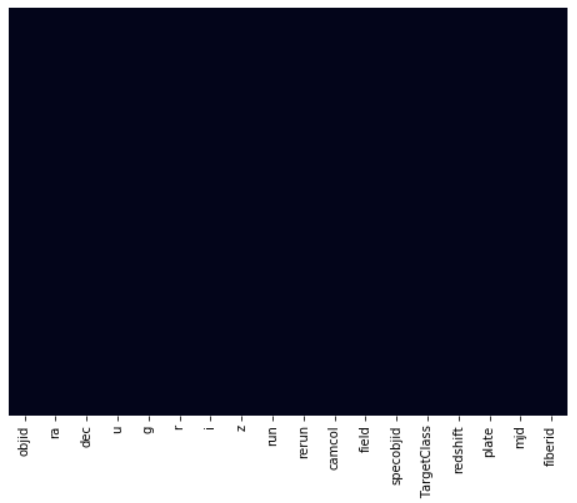 objid
ra
dec
u
g
r
i
z
run
rerun
camcol
field
specobjid
TargetClass
redshift
plate
mjd
fiberid